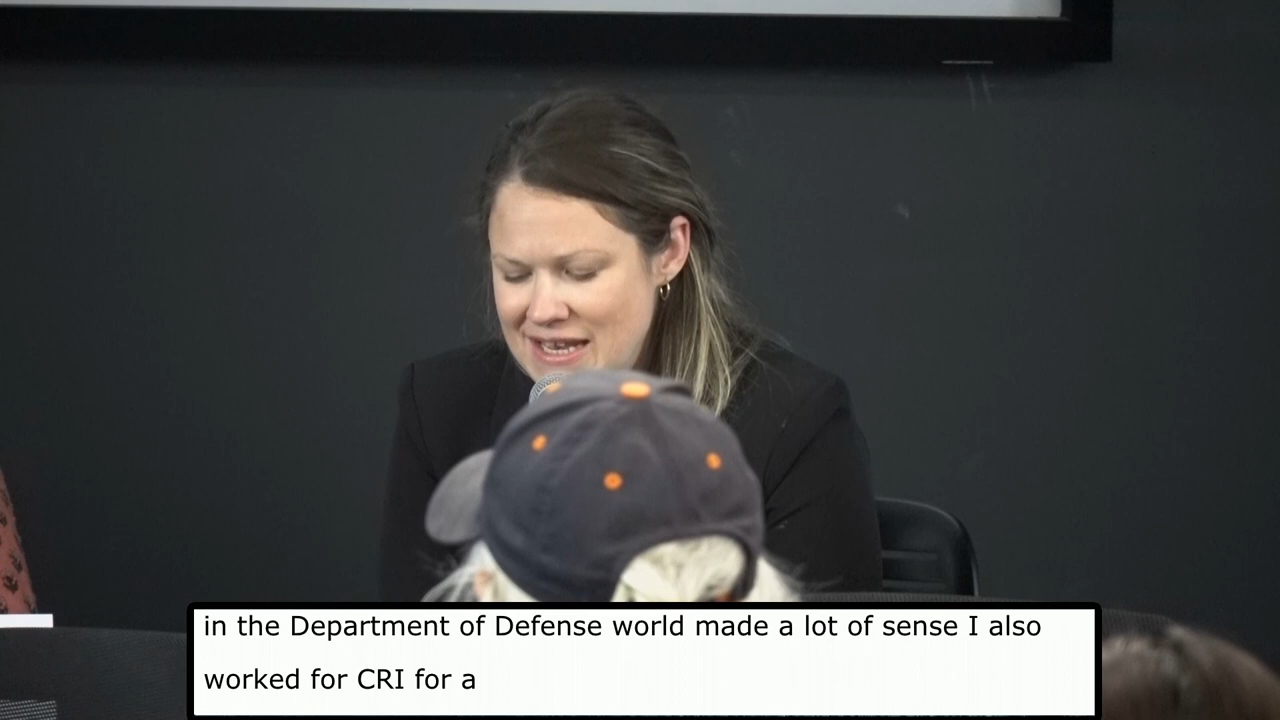 in the Department of Defense world made a lot of sense I also
worked for CRI for a